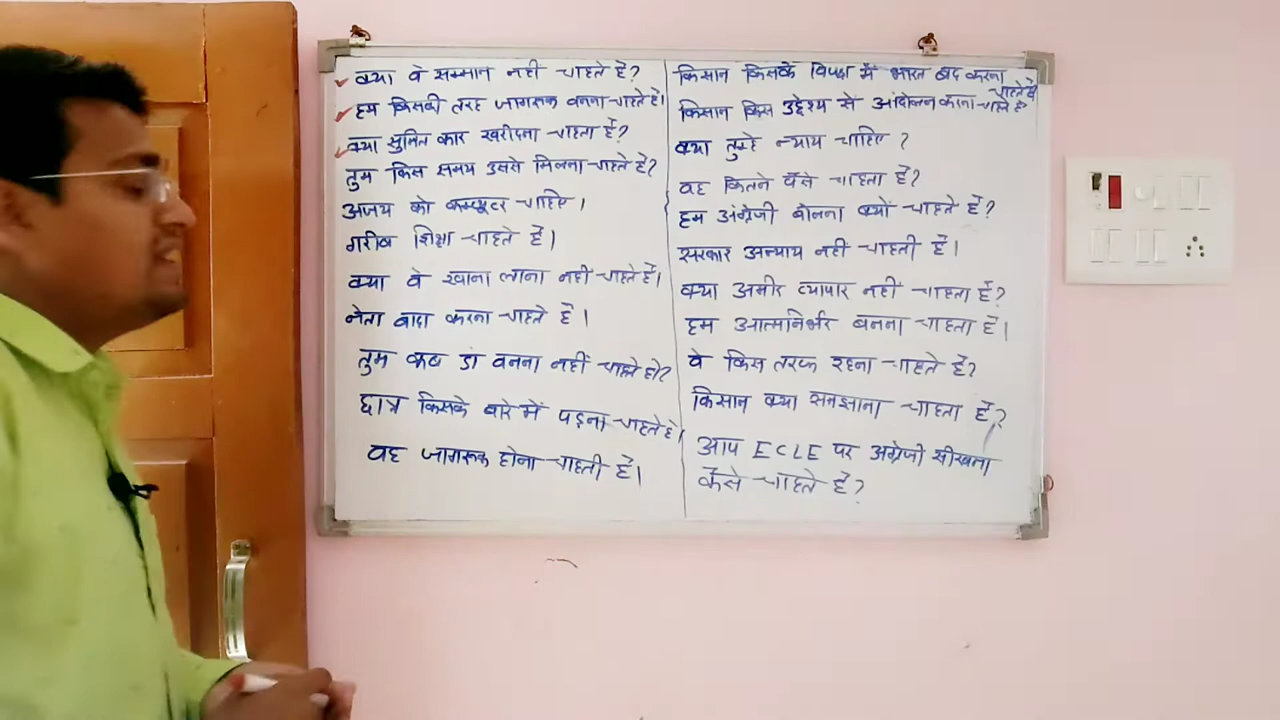 क्या वे सम्मान नहीं चाहते हैं?
हम किसकी तरह जागरूक बनना चाहते हैं।
क्या सुमित कार खरीदना चाहता है?
तुम किस समय उससे मिलना चाहते हैं?
अजय को कम्प्यूटर चाहिए।
गरीब शिक्षा चाहते हैं।
क्या वे खाना लाना नहीं चाहते हैं।
नेता वादा करना चाहते हैं।
तुम कब डॉ बनना नहीं चाहते हो?
छात्र किसके बारे में पढ़ना चाहते हैं।
वह जागरूक होना चाहती हैं।
किसान किसके विपक्ष में भारत बंद करना चाहते हैं
किसान किस उद्देश्य से आंदोलन करना चाहते हैं
क्या तुम्हे न्याय चाहिए ?
वह कितने पैसे चाहता हैं?
हम अंग्रेजी बोलना क्यों चाहते हैं?
सरकार अन्याय नहीं चाहती हैं।
क्या अमीर व्यापार नहीं चाहता हैं?
हम आत्मनिर्भर बनना चाहता हैं।
वे किस तरफ रहना चाहते हैं?
किसान क्या समझाना चाहता हैं?
आप ECLE पर अंग्रेजी सीखना
कैसे चाहते हैं?